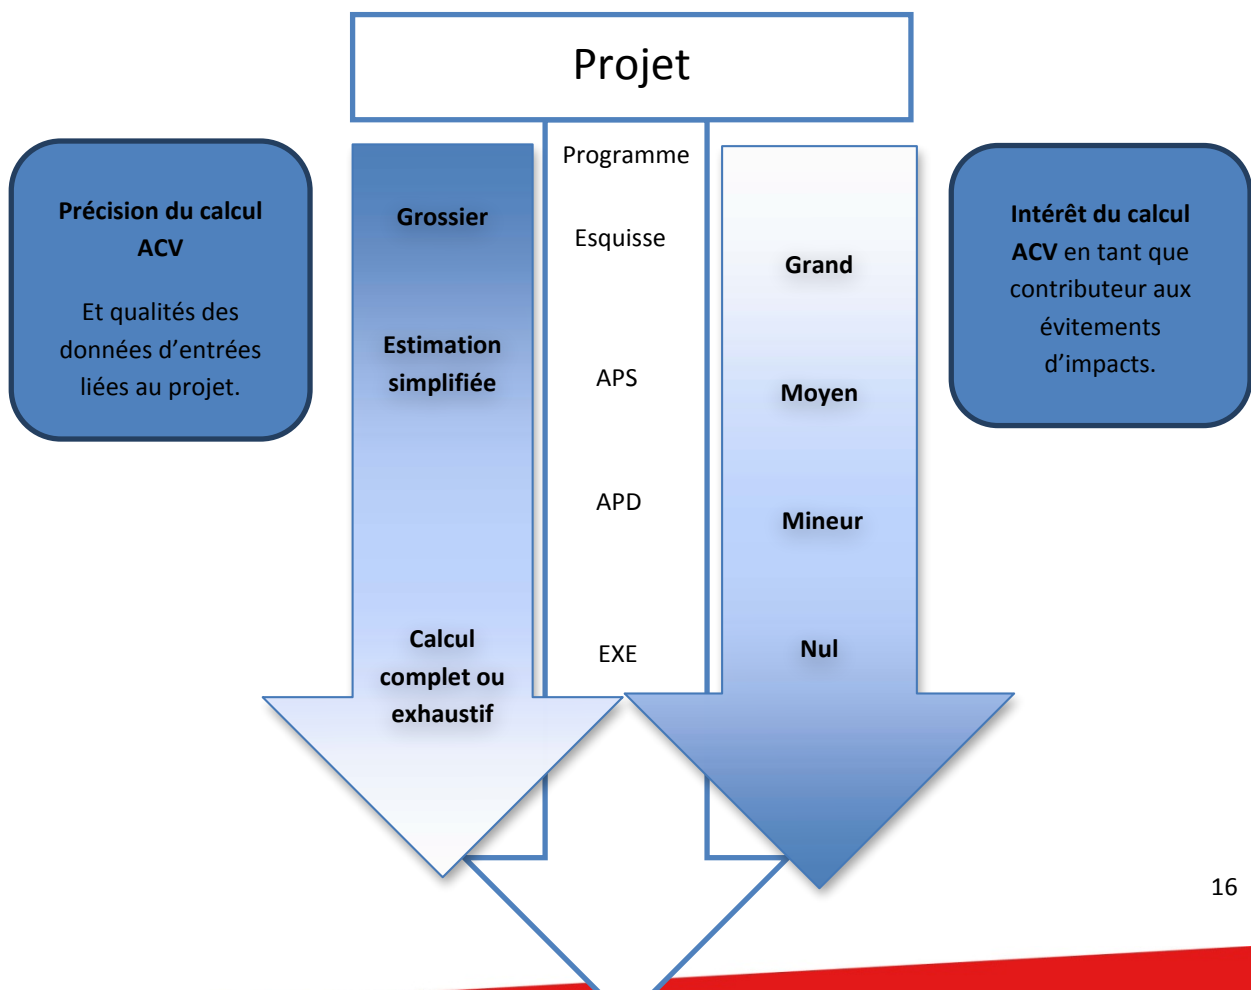 Projet
Précision du calcul
ACV
Et qualités des
données d’entrées
liées au projet.
Grossier
Estimation
simplifiée
Calcul
complet ou
exhaustif
Programme
Esquisse
APS
APD
EXE
Grand
Moyen
Mineur
Nul
Intérêt du calcul
ACV en tant que
contributeur aux
évitements
d’impacts.
16